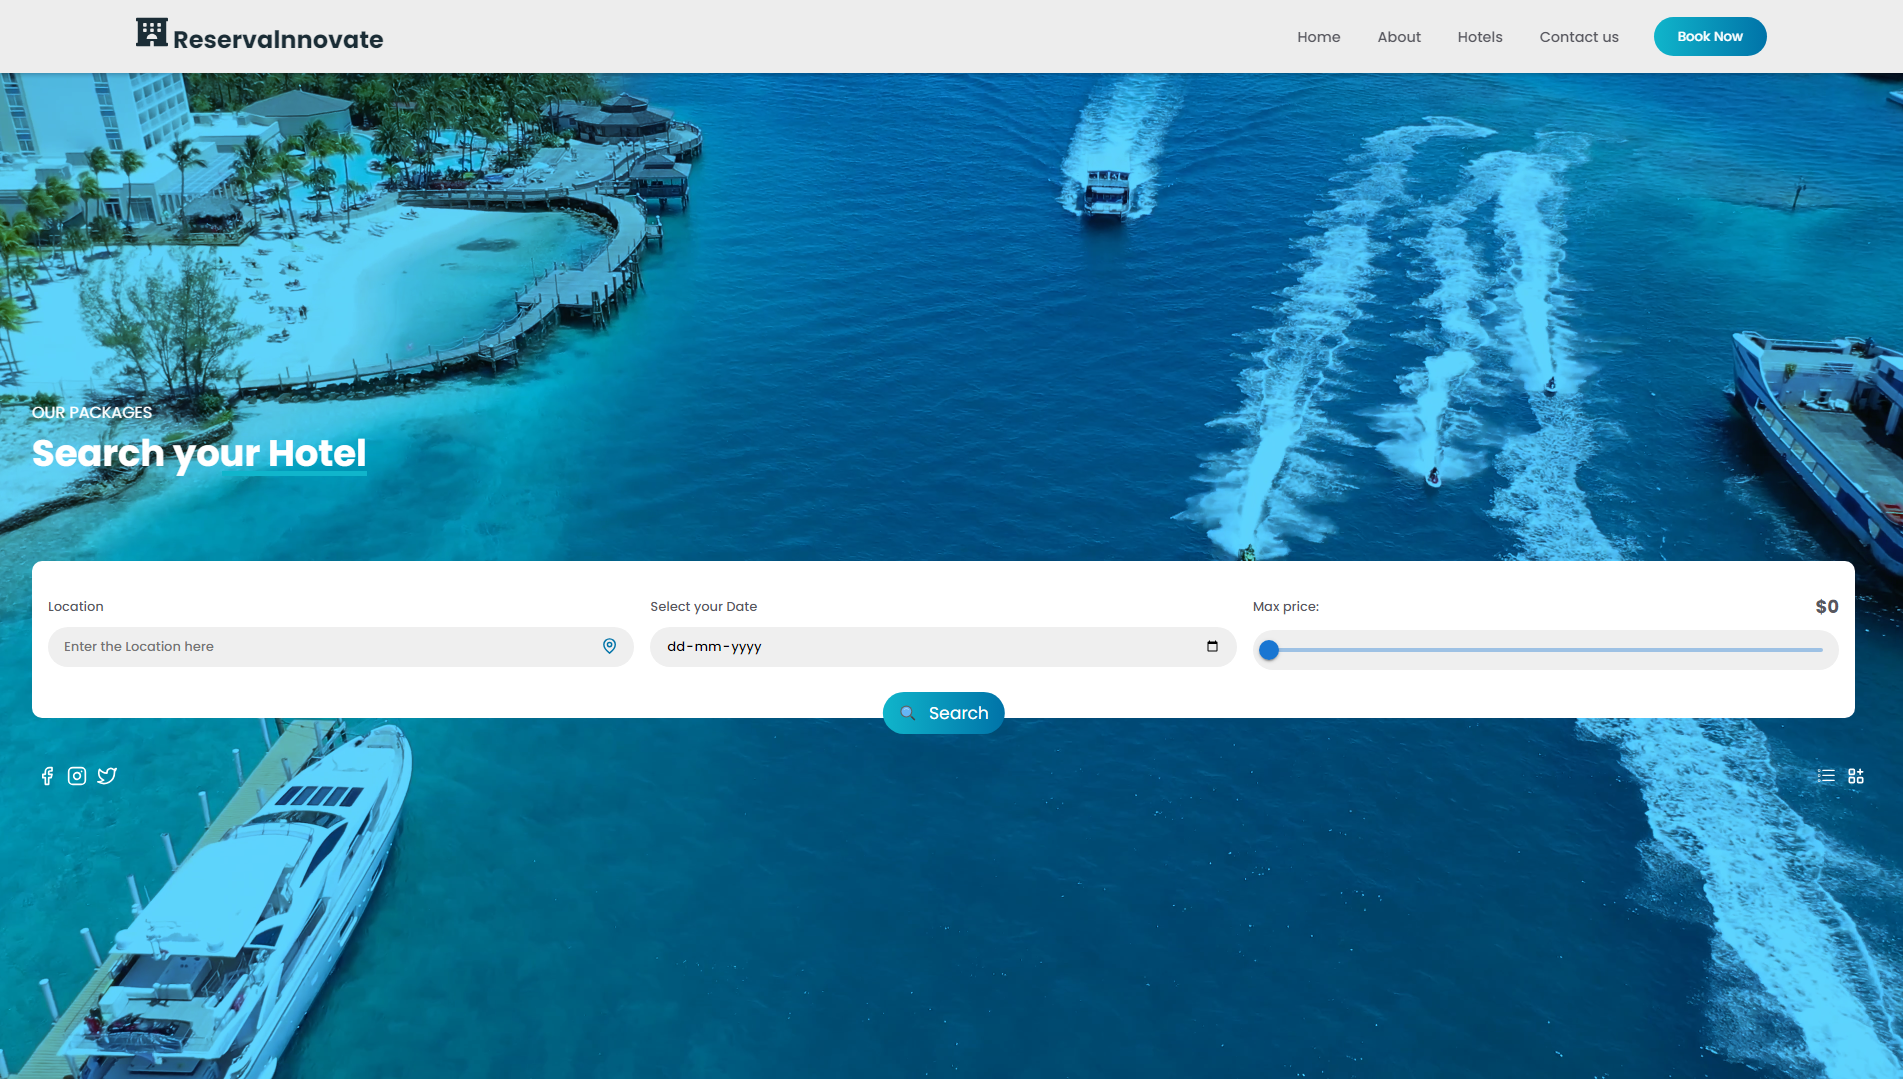 ReservaInnovate
Home
About
Hotels
Contact us
Book Now
OUR PACKAGES
Search your Hotel
Location
Select your Date
Max price:
$0
Enter the Location here
dd-mm-yyyy
Search